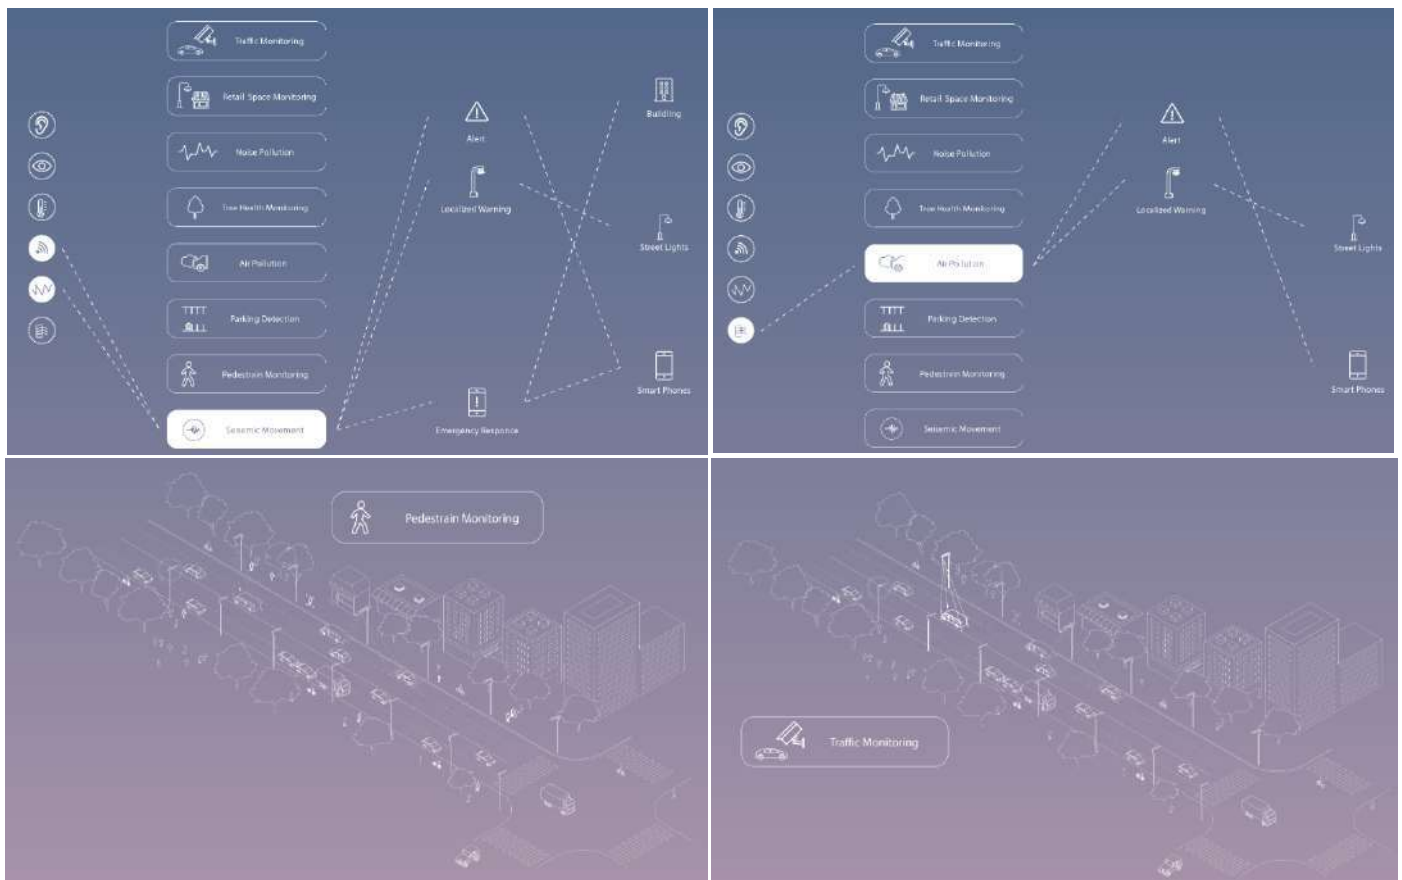 Traffic Monitoring
Retail Space Monitoring
Noise Pollution
Tree Health Monitoring
Air Pollution
Parking Detection
Pedestrain Monitoring
Seismic Movement
Alert
Localized Warning
Emergency Responce
Building
Street Lights
Smart Phones
Traffic Monitoring
Retail Space Monitoring
Noise Pollution
Tree Health Monitoring
Air Pollution
Parking Detection
Pedestrain Monitoring
Seismic Movement
Alert
Localized Warning
Street Lights
Smart Phones
Pedestrain Monitoring
Traffic Monitoring